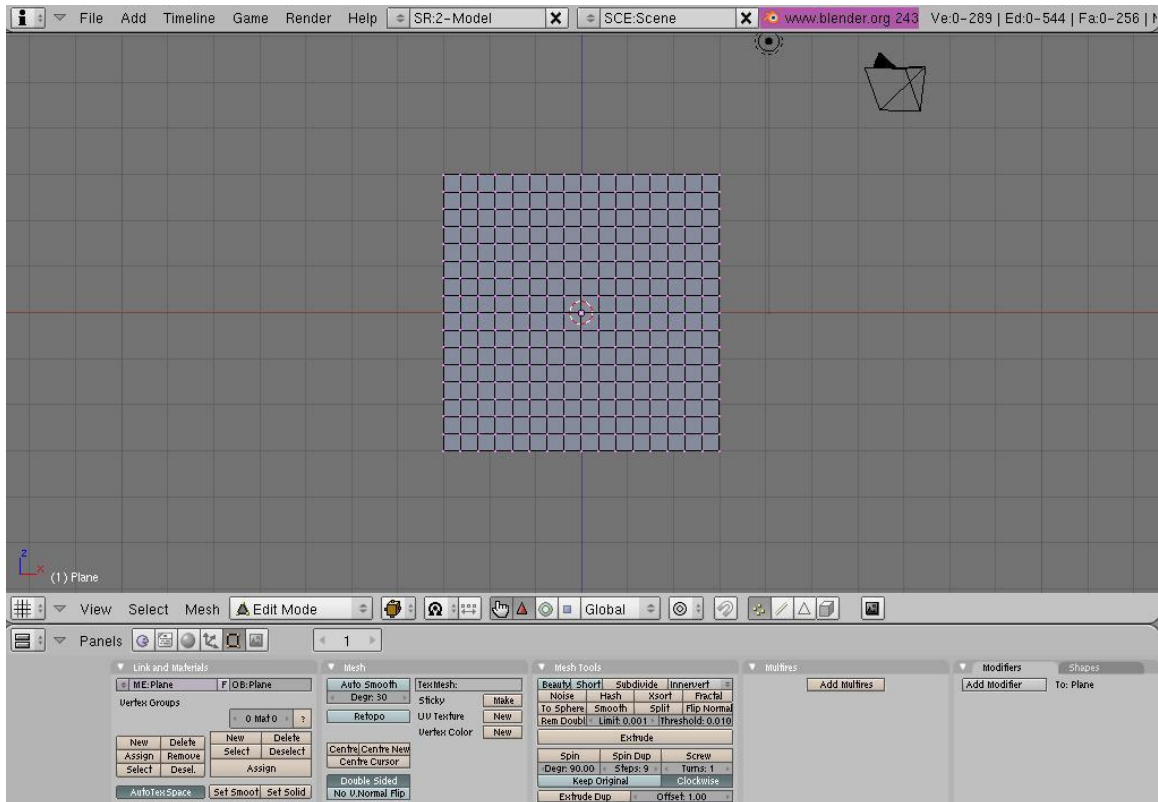 File Add Timeline Game Render Help SR:2-Model SCE:Scene www.blender.org 243 Ve:0-289 | Ed:0-544 | Fa:0-256 |
z
x
(1) Plane
View Select Mesh Edit Mode Global
Panels 1
Link and Materials
ME:Plane F OB:Plane
Vertex Groups
0 Mat 0 ?
New Delete New Delete
Assign Remove Select Deselect
Select Desel. Assign
AutoTexSpace Set Smoot Set Solid
Mesh
Auto Smooth TexMesh:
Degr: 30 Sticky Make
Retopo UV Texture New
Vertex Color New
Centre Centre New
Centre Cursor
Double Sided
No V.Normal Flip
Mesh Tools
Beauty Short Subdivide Innervert
Noise Hash Xsort Fractal
To Sphere Smooth Split Flip Normal
Rem Doubl Limit: 0.001 Threshold: 0.010
Extrude
Spin Spin Dup Screw
Degr: 90.00 Steps: 9 Turns: 1
Keep Original Clockwise
Extrude Dup Offset: 1.00
Multires
Add Multires
Modifiers Shapes
Add Modifier To: Plane